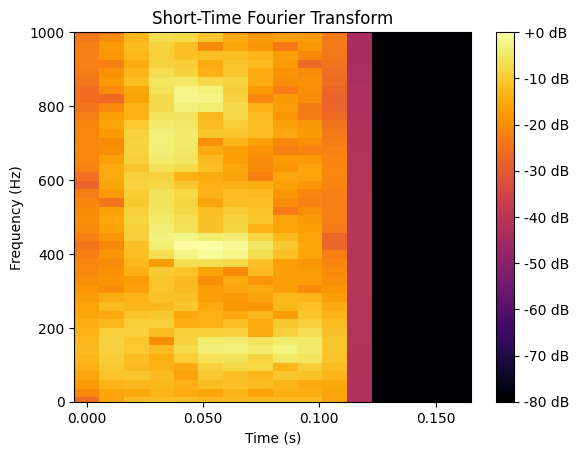 Short-Time Fourier Transform
1000
800
600
400
200
0
Frequency (Hz)
0.000
0.050
0.100
0.150
Time (s)
+0 dB
-10 dB
-20 dB
-30 dB
-40 dB
-50 dB
-60 dB
-70 dB
-80 dB